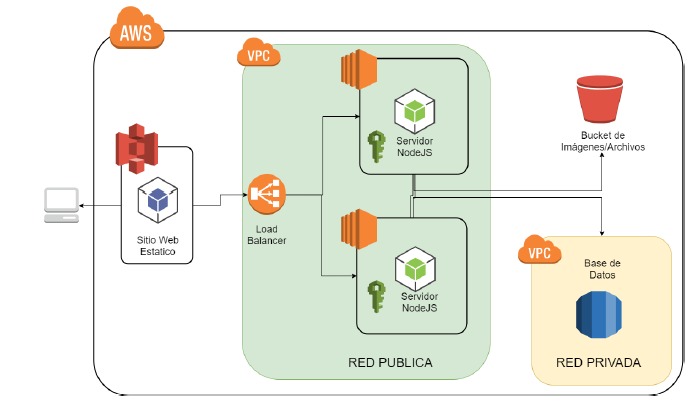 AWS
VPC
Servidor
NodeJS
Bucket de
Imágenes/Archivos
Sitio Web
Estatico
Load
Balancer
Servidor
NodeJS
VPC
Base de
Datos
RED PUBLICA
RED PRIVADA